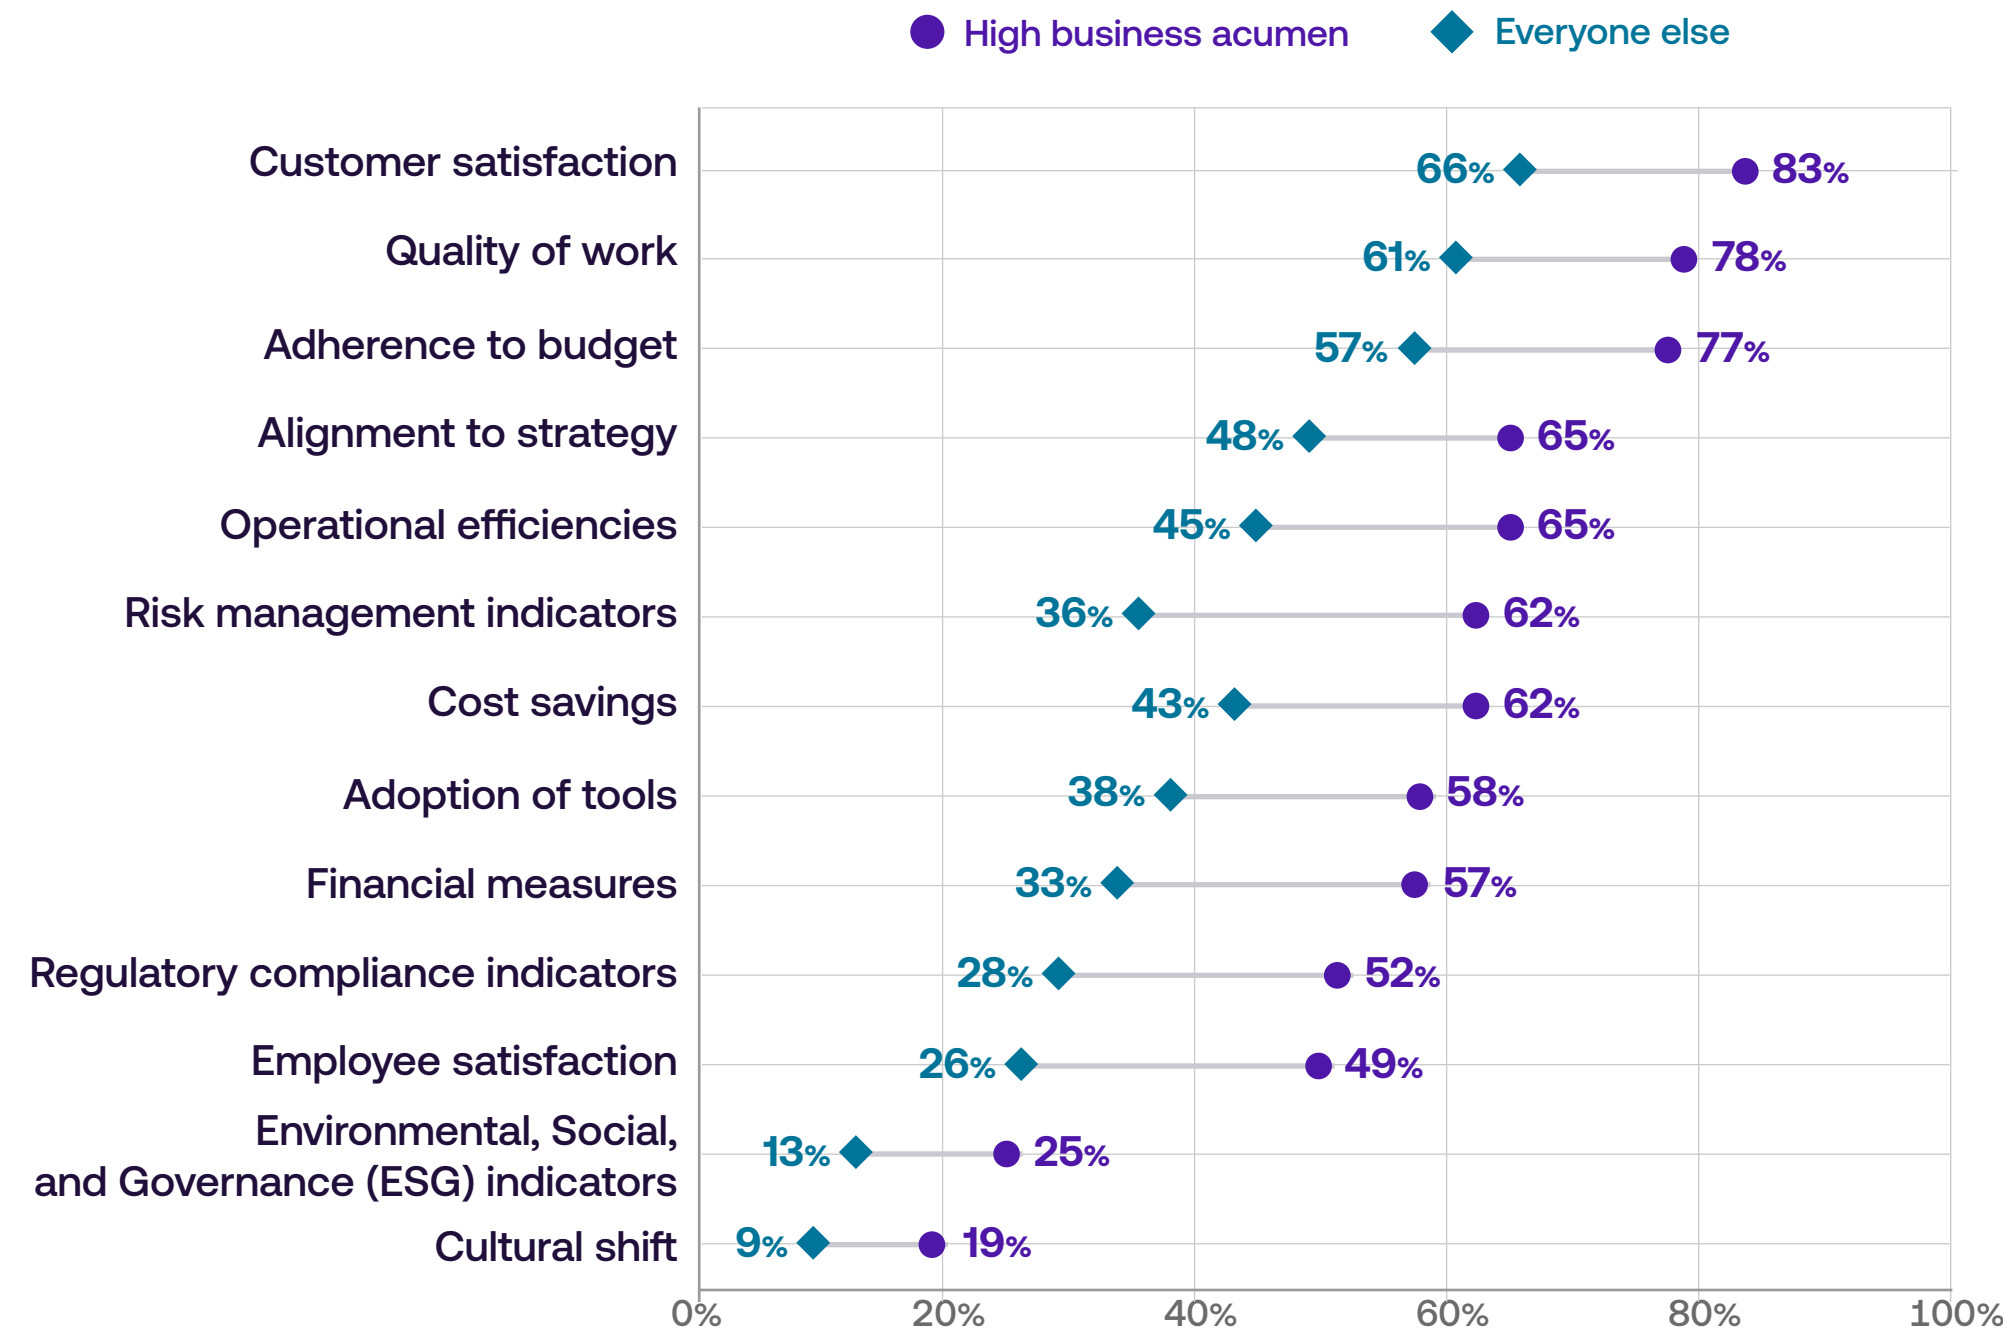 High business acumen
Everyone else
Customer satisfaction 66% 83%
Quality of work 61% 78%
Adherence to budget 57% 77%
Alignment to strategy 48% 65%
Operational efficiencies 45% 65%
Risk management indicators 36% 62%
Cost savings 43% 62%
Adoption of tools 38% 58%
Financial measures 33% 57%
Regulatory compliance indicators 28% 52%
Employee satisfaction 26% 49%
Environmental, Social,
and Governance (ESG) indicators 13% 25%
Cultural shift 9% 19%
0% 20% 40% 60% 80% 100%